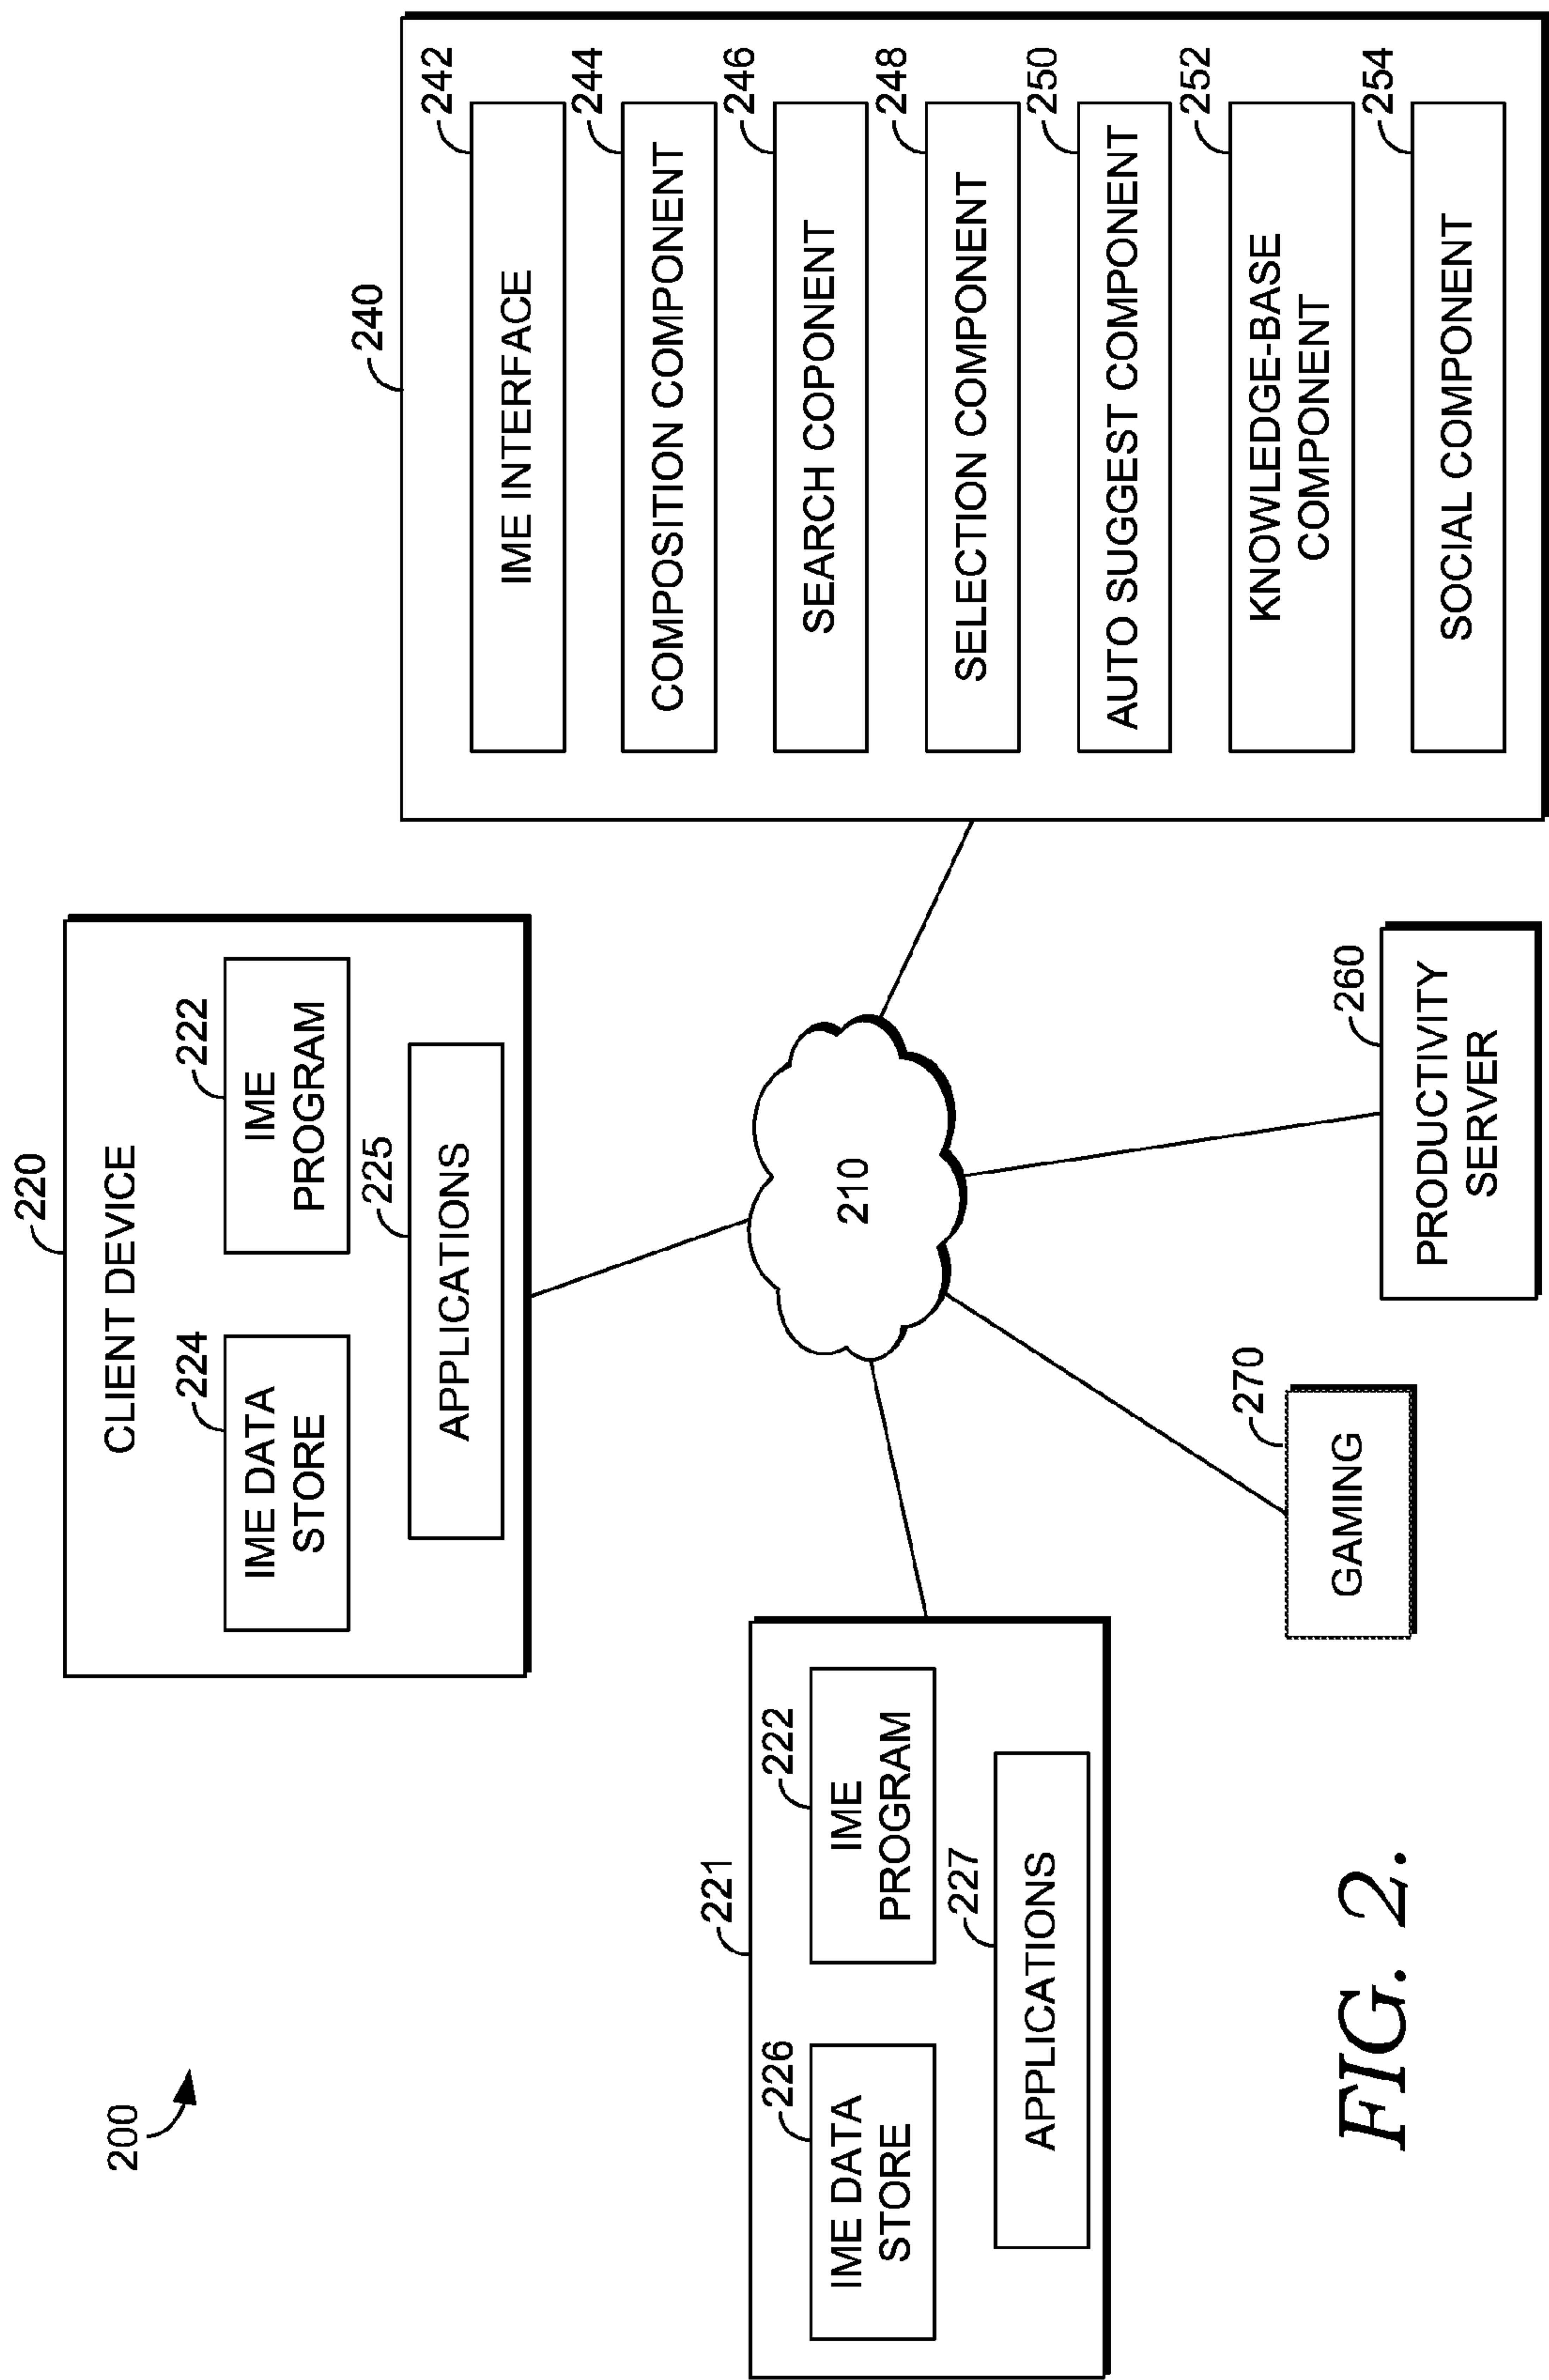 200
220
CLIENT DEVICE
224
IME DATA
STORE
222
IME
PROGRAM
225
APPLICATIONS
240
242
IME INTERFACE
244
COMPOSITION COMPONENT
246
SEARCH COPONENT
248
SELECTION COMPONENT
250
AUTO SUGGEST COMPONENT
252
KNOWLEDGE-BASE
COMPONENT
254
SOCIAL COMPONENT
210
221
226
IME DATA
STORE
222
IME
PROGRAM
227
APPLICATIONS
270
GAMING
260
PRODUCTIVITY
SERVER
FIG. 2.